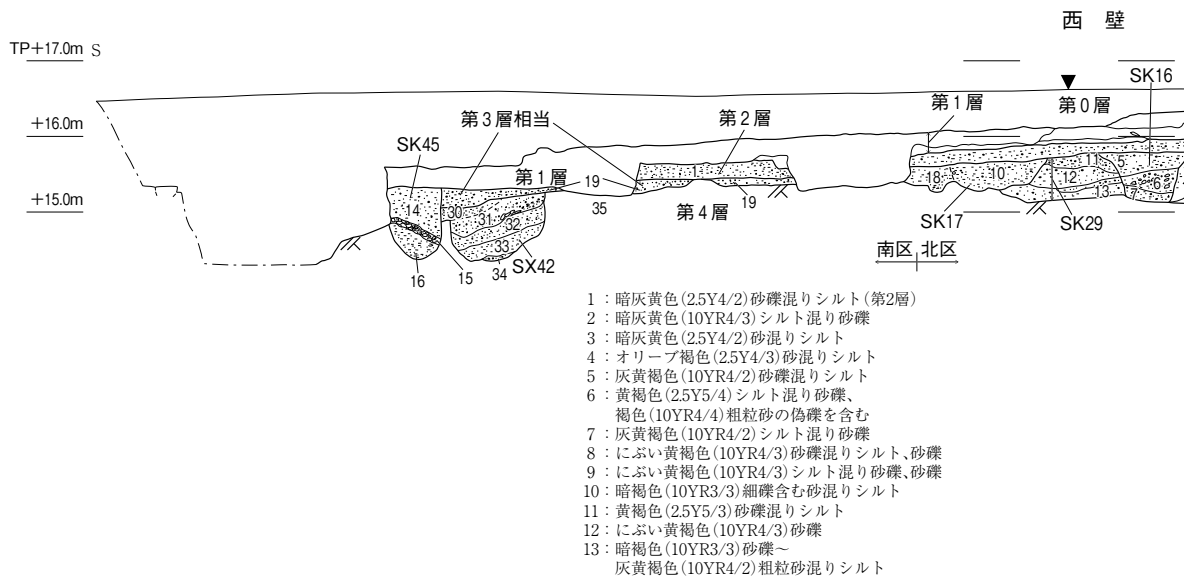 西 壁
TP+17.0m S
SK16
第1層 第0層
第3層相当 第2層
+16.0m
SK45
11 5
1
第1層 19
18 10 12 6
13
19
+15.0m
14 30 31 32
35 第4層
SK17 SK29
33
南区 北区
16 15 34 SX42
1：暗灰黄色(2.5Y4/2)砂礫混りシルト(第2層)
2：暗灰黄色(10YR4/3)シルト混り砂礫
3：暗灰黄色(2.5Y4/2)砂混りシルト
4：オリーブ褐色(2.5Y4/3)砂混りシルト
5：灰黄褐色(10YR4/2)砂礫混りシルト
6：黄褐色(2.5Y5/4)シルト混り砂礫、
褐色(10YR4/4)粗粒砂の偽礫を含む
7：灰黄褐色(10YR4/2)シルト混り砂礫
8：にぶい黄褐色(10YR4/3)砂礫混りシルト、砂礫
9：にぶい黄褐色(10YR4/3)シルト混り砂礫、砂礫
10：暗褐色(10YR3/3)細礫含む砂混りシルト
11：黄褐色(2.5Y5/3)砂礫混りシルト
12：にぶい黄褐色(10YR4/3)砂礫
13：暗褐色(10YR3/3)砂礫～
灰黄褐色(10YR4/2)粗粒砂混りシルト